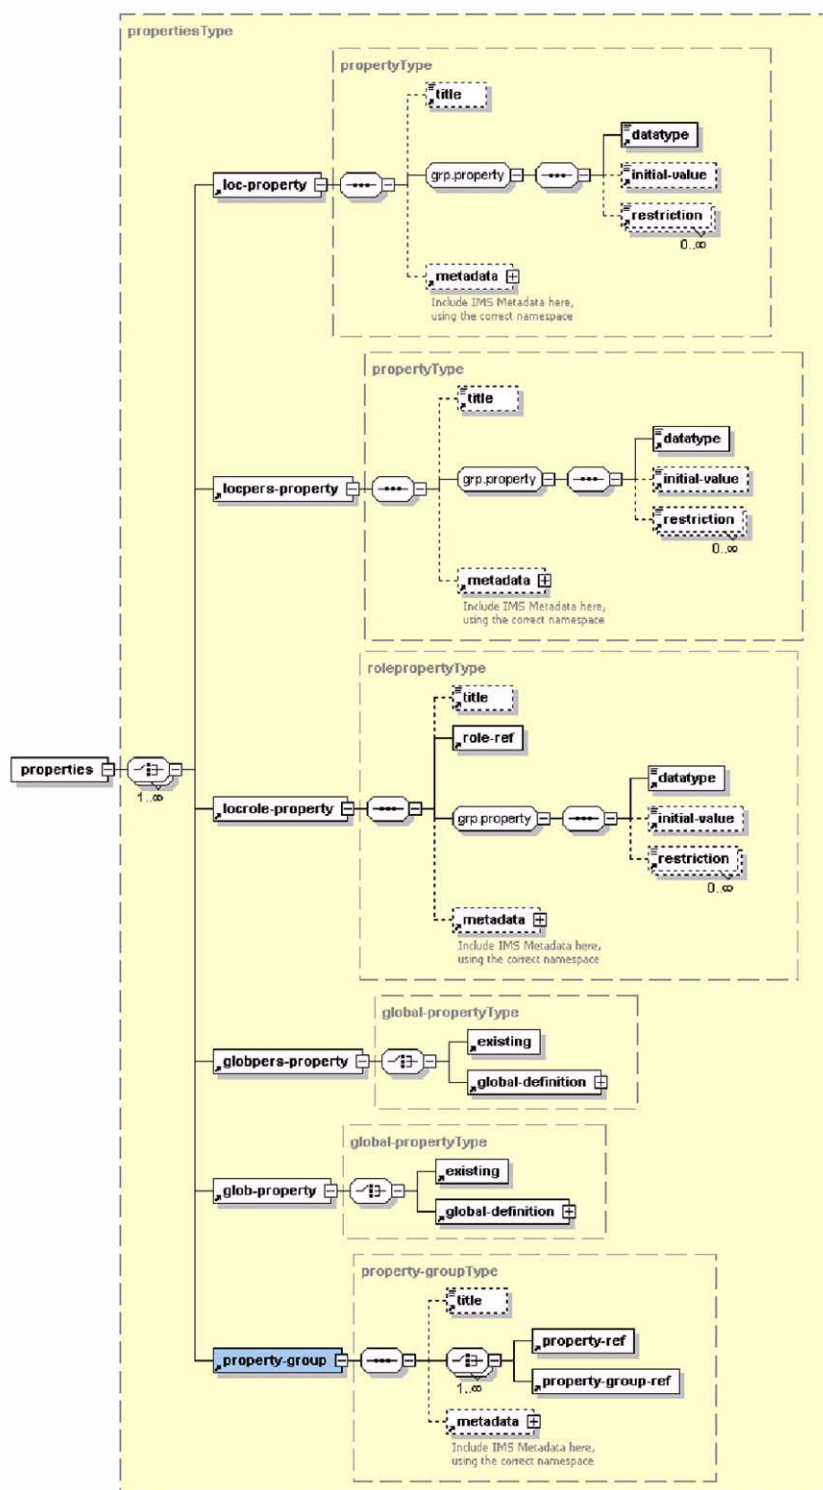 propertiesType
propertyType
title
datatype
loc-property
grp.property
initial-value
restriction
0..∞
metadata
Include IMS Metadata here,
using the correct namespace
propertyType
title
datatype
locpers-property
grp.property
initial-value
restriction
0..∞
metadata
Include IMS Metadata here,
using the correct namespace
rolepropertyType
title
role-ref
properties
1..∞
datatype
locrole-property
grp.property
initial-value
restriction
0..∞
metadata
Include IMS Metadata here,
using the correct namespace
global-propertyType
existing
globpers-property
global-definition
global-propertyType
existing
glob-property
global-definition
property-groupType
title
property-ref
property-group
1..∞
property-group-ref
metadata
Include IMS Metadata here,
using the correct namespace